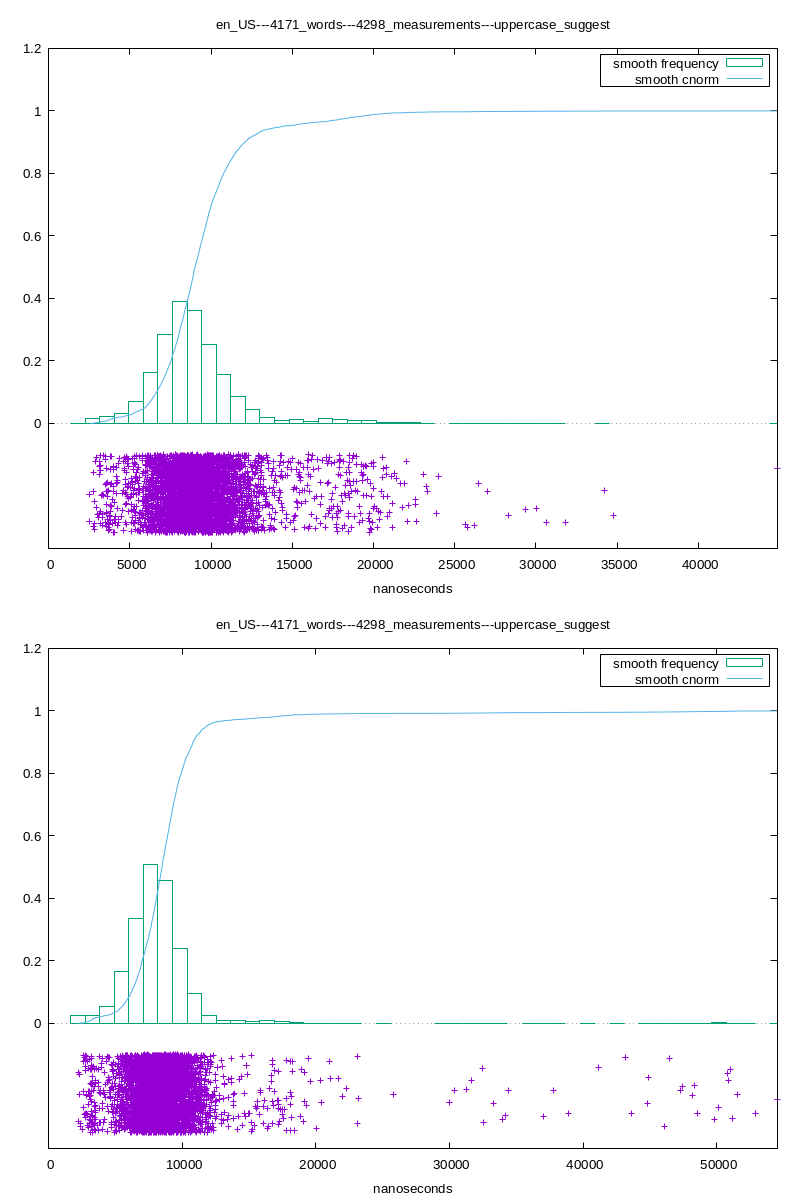 en_US---4171_words---4298_measurements---uppercase_suggest
1.2
smooth frequency
smooth cnorm
1
0.8
0.6
0.4
0.2
0
0 5000 10000 15000 20000 25000 30000 35000 40000
nanoseconds
en_US---4171_words---4298_measurements---uppercase_suggest
1.2
smooth frequency
smooth cnorm
1
0.8
0.6
0.4
0.2
0
0 10000 20000 30000 40000 50000
nanoseconds